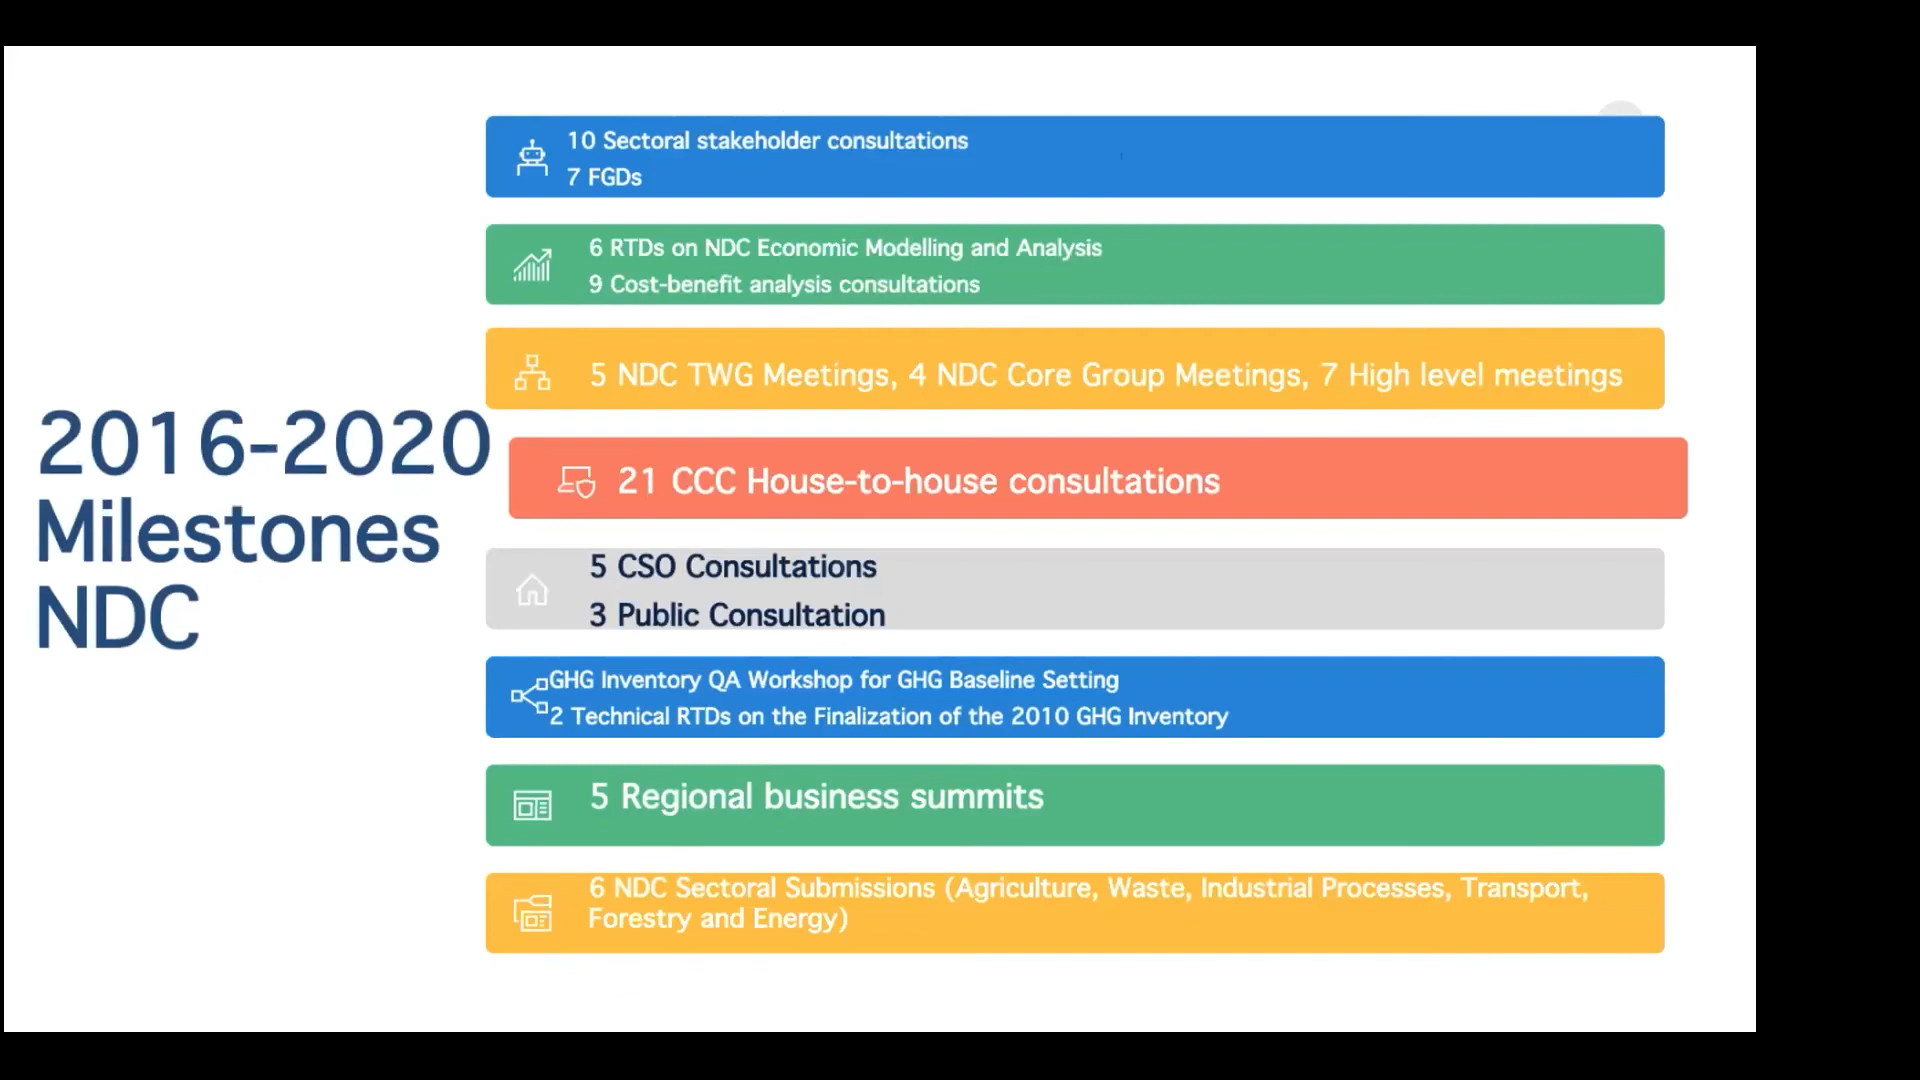 2016-2020
Milestones
NDC
10 Sectoral stakeholder consultations
7 FGDs
6 RTDs on NDC Economic Modelling and Analysis
9 Cost-benefit analysis consultations
5 NDC TWG Meetings, 4 NDC Core Group Meetings, 7 High level meetings
21 CCC House-to-house consultations
5 CSO Consultations
3 Public Consultation
GHG Inventory QA Workshop for GHG Baseline Setting
2 Technical RTDs on the Finalization of the 2010 GHG Inventory
5 Regional business summits
6 NDC Sectoral Submissions (Agriculture, Waste, Industrial Processes, Transport,
Forestry and Energy)